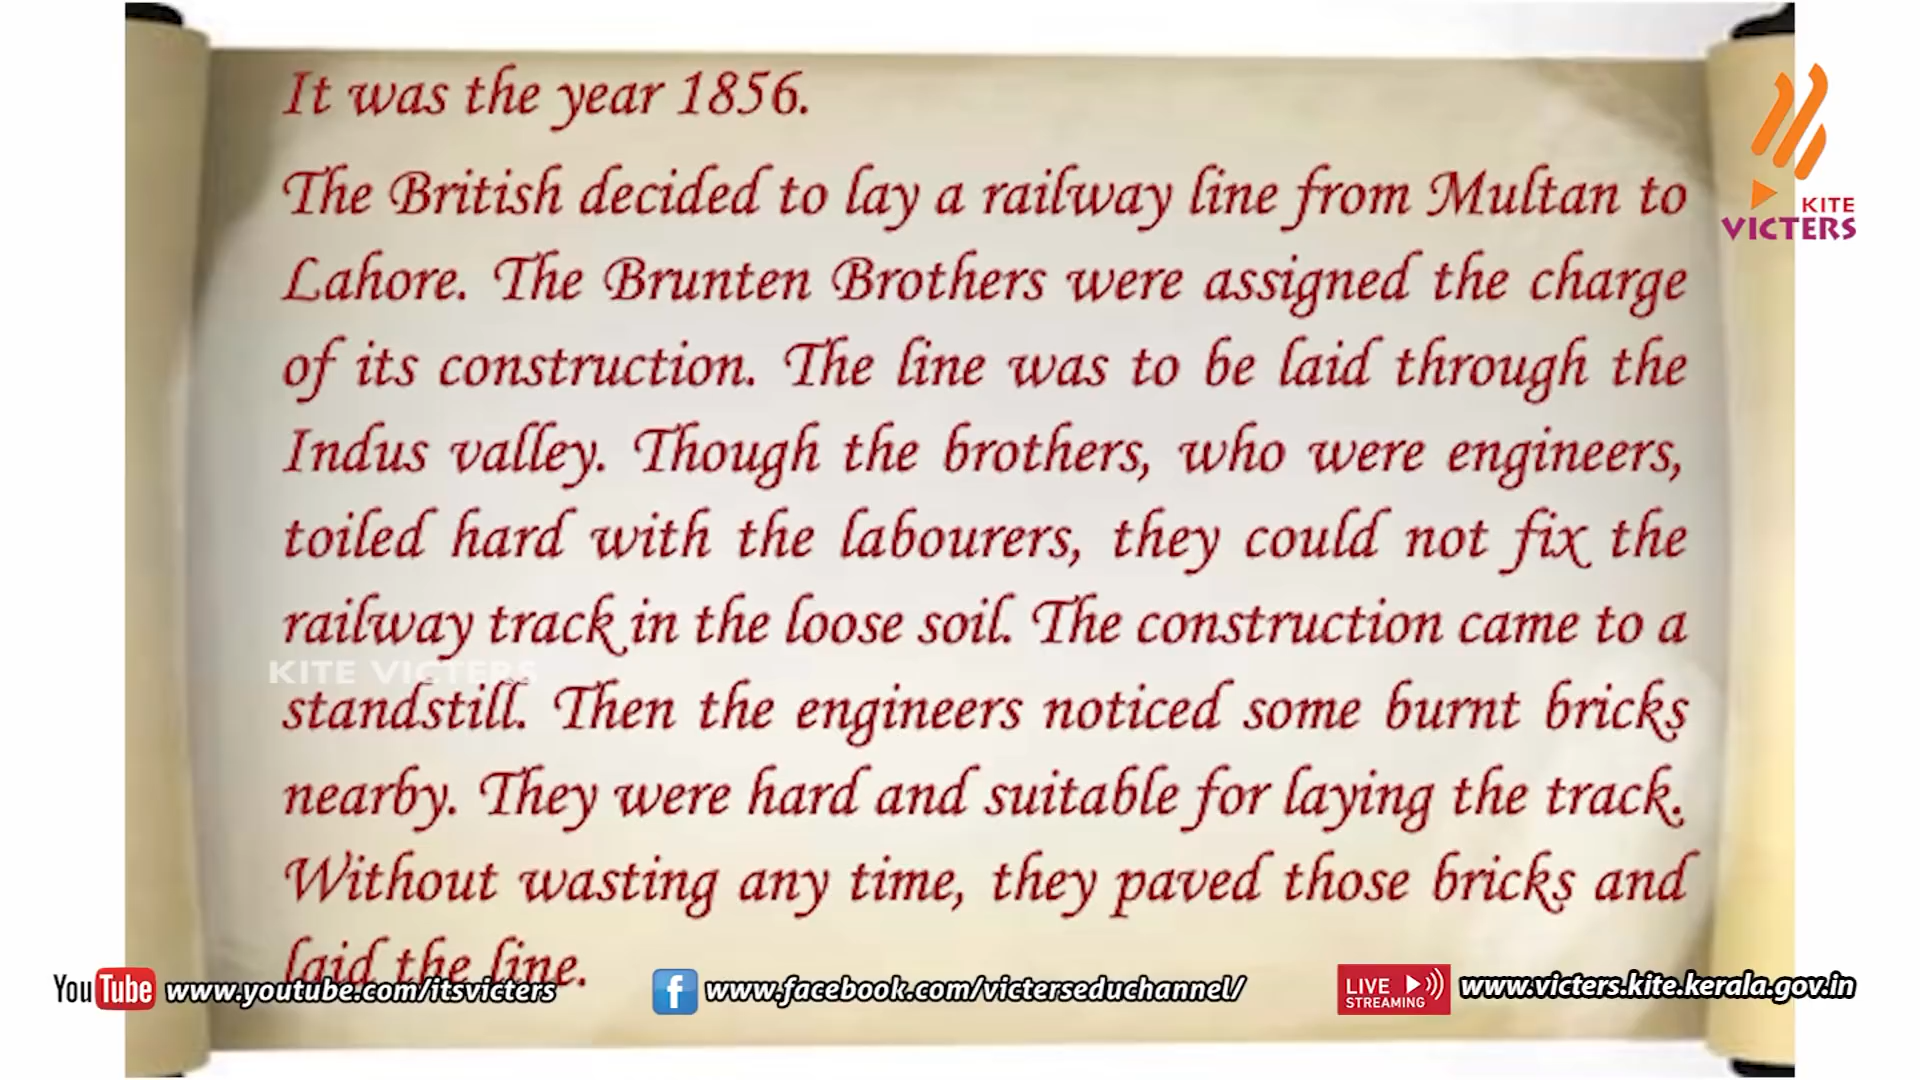 It was the year 1856.
The British decided to lay a railway line from Multan to
Lahore. The Brunten Brothers were assigned the charge
of its construction. The line was to be laid through the
Indus valley. Though the brothers, who were engineers,
toiled hard with the labourers, they could not fix the
railway track in the loose soil. The construction came to a
standstill. Then the engineers noticed some burnt bricks
nearby. They were hard and suitable for laying the track.
Without wasting any time, they paved those bricks and
laid the line.
KITE
VICTERS
KITE VICTERS
You Tube www.youtube.com/itsvicters
f www.facebook.com/victerseduchannel/
LIVE
STREAMING
www.victers.kite.kerala.gov.in